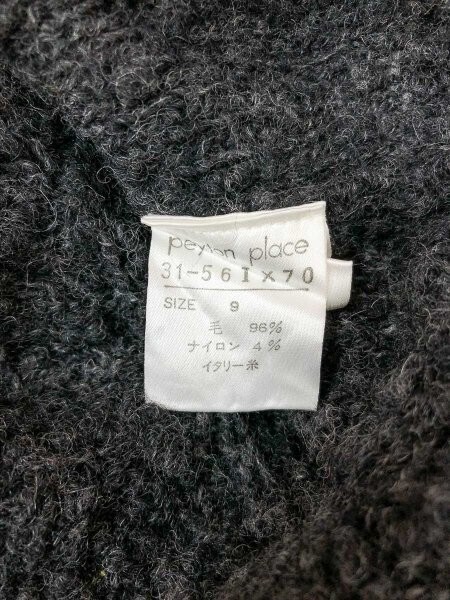 peyton place
31-56I×70
SIZE 9
毛 96%
ナイロン 4%
イタリー糸